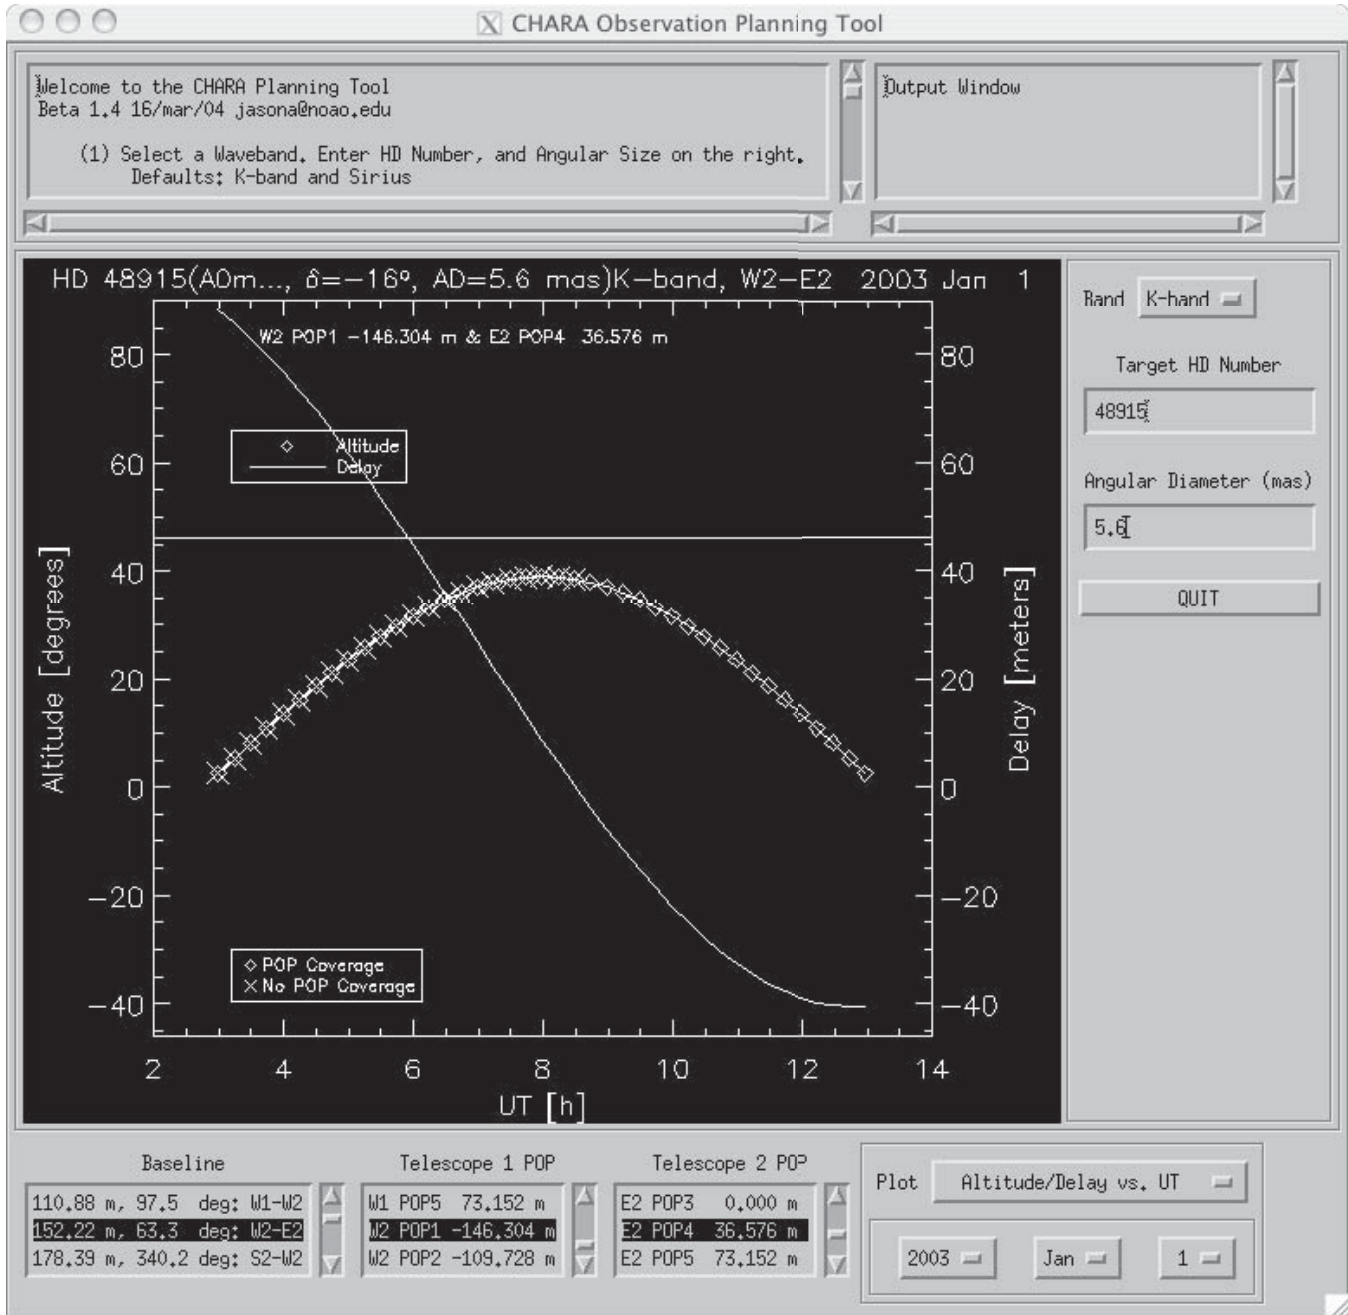 CHARA Observation Planning Tool
Welcome to the CHARA Planning Tool
Beta 1.4 16/mar/04 jasona@noao.edu
(1) Select a Waveband. Enter HD Number, and Angular Size on the right.
Defaults: K-band and Sirius
Output Window
HD 48915(A0m..., δ=−16º, AD=5.6 mas)K−band, W2−E2 2003 Jan 1
W2 POP1 −146.304 m & E2 POP4 36.576 m
Altitude
Delay
POP Coverage
No POP Coverage
80
60
40
20
0
−20
−40
Altitude [degrees]
80
60
40
20
0
−20
−40
Delay [meters]
2 4 6 8 10 12 14
UT [h]
Band K-band
Target HD Number
48915
Angular Diameter (mas)
5.6
QUIT
Baseline
110.88 m, 97.5 deg: W1-W2
152.22 m, 63.3 deg: W2-E2
178.39 m, 340.2 deg: S2-W2
Telescope 1 POP
W1 POP5 73.152 m
W2 POP1 -146.304 m
W2 POP2 -109.728 m
Telescope 2 POP
E2 POP3 0.000 m
E2 POP4 36.576 m
E2 POP5 73.152 m
Plot Altitude/Delay vs. UT
2003 Jan 1